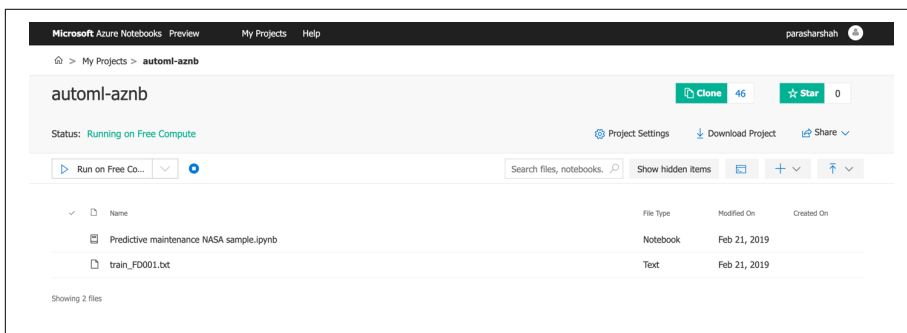 Microsoft Azure Notebooks Preview My Projects Help parasharshah
> My Projects > automl-aznb
automl-aznb Clone 46 Star 0
Status: Running on Free Compute Project Settings Download Project Share
Run on Free Co... Search files, notebooks. Show hidden items
Name File Type Modified On Created On
Predictive maintenance NASA sample.ipynb Notebook Feb 21, 2019
train_FD001.txt Text Feb 21, 2019
Showing 2 files